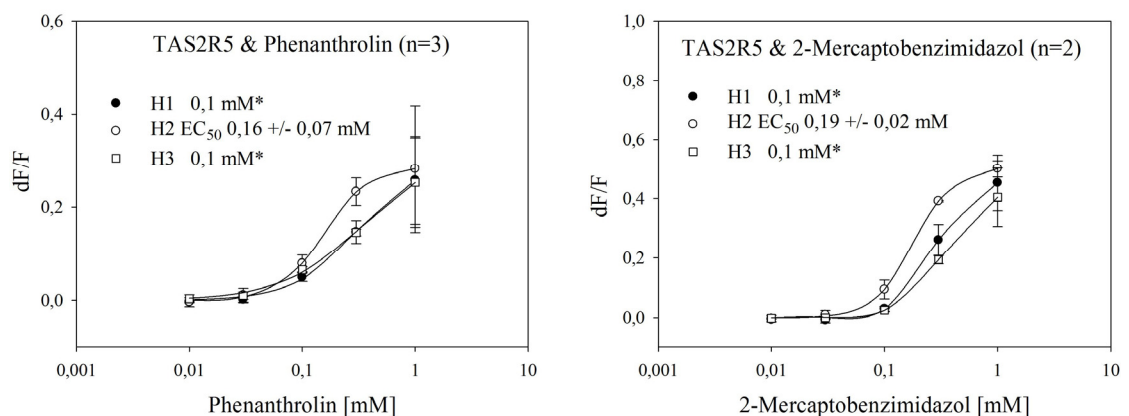 TAS2R5 & Phenanthrolin (n=3)
H1 0,1 mM*
H2 EC50 0,16 +/- 0,07 mM
H3 0,1 mM*
dF/F
0,6
0,4
0,2
0,0
0,001 0,01 0,1 1 10
Phenanthrolin [mM]
TAS2R5 & 2-Mercaptobenzimidazol (n=2)
H1 0,1 mM*
H2 EC50 0,19 +/- 0,02 mM
H3 0,1 mM*
dF/F
1,0
0,8
0,6
0,4
0,2
0,0
0,001 0,01 0,1 1 10
2-Mercaptobenzimidazol [mM]